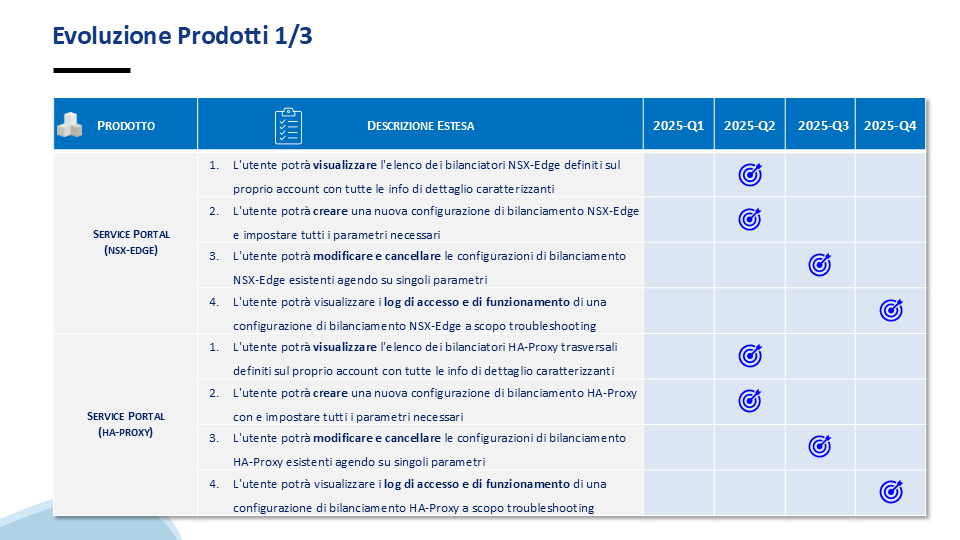 Evoluzione Prodotti 1/3
PRODOTTO
DESCRIZIONE ESTESA
2025-Q1
2025-Q2
2025-Q3
2025-Q4
SERVICE PORTAL
(NSX-EDGE)
1. L'utente potrà visualizzare l'elenco dei bilanciatori NSX-Edge definiti sul
proprio account con tutte le info di dettaglio caratterizzanti
2. L'utente potrà creare una nuova configurazione di bilanciamento NSX-Edge
e impostare tutti i parametri necessari
3. L'utente potrà modificare e cancellare le configurazioni di bilanciamento
NSX-Edge esistenti agendo su singoli parametri
4. L'utente potrà visualizzare i log di accesso e di funzionamento di una
configurazione di bilanciamento NSX-Edge a scopo troubleshooting
SERVICE PORTAL
(HA-PROXY)
1. L'utente potrà visualizzare l'elenco dei bilanciatori HA-Proxy trasversali
definiti sul proprio account con tutte le info di dettaglio caratterizzanti
2. L'utente potrà creare una nuova configurazione di bilanciamento HA-Proxy
con e impostare tutti i parametri necessari
3. L'utente potrà modificare e cancellare le configurazioni di bilanciamento
HA-Proxy esistenti agendo su singoli parametri
4. L'utente potrà visualizzare i log di accesso e di funzionamento di una
configurazione di bilanciamento HA-Proxy a scopo troubleshooting